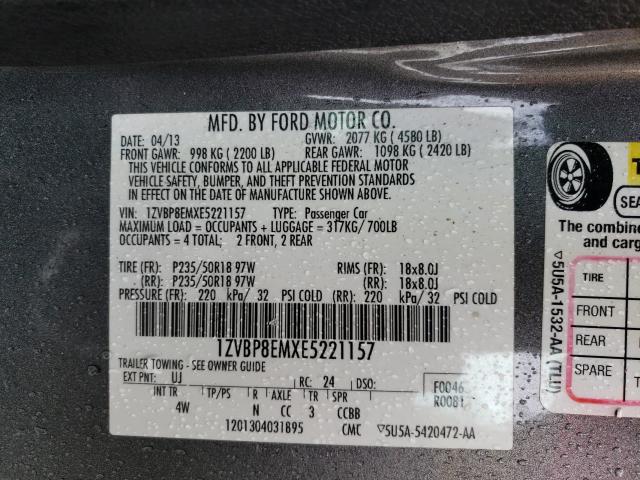 MFD. BY FORD MOTOR CO.
DATE: 04/13 GVWR: 2077 KG ( 4580 LB)
FRONT GAWR: 998 KG ( 2200 LB) REAR GAWR: 1098 KG ( 2420 LB)
THIS VEHICLE CONFORMS TO ALL APPLICABLE FEDERAL MOTOR
VEHICLE SAFETY, BUMPER, AND THEFT PREVENTION STANDARDS
IN EFFECT ON THE DATE OF MANUFACTURE SHOWN ABOVE.
VIN: 1ZVBP8EMXE5221157 TYPE: Passenger Car
MAXIMUM LOAD = OCCUPANTS + LUGGAGE = 317KG/ 700LB
OCCUPANTS = 4 TOTAL; 2 FRONT, 2 REAR
TIRE (FR): P235/50R18 97W RIMS (FR): 18x8.0J
(RR): P235/50R18 97W (RR): 18x8.0J
PRESSURE (FR): 220 kPa/ 32 PSI COLD (RR): 220 kPa/ 32 PSI COLD
1ZVBP8EMXE5221157
TRAILER TOWING - SEE OWNER GUIDE
EXT PNT: UJ RC: 24 DSO: F0046
INT TR TP/PS R AXLE TR SPR R0081
4W N CC 3 CCBB
1201304031895 CMC ▽5U5A-5420472-AA
T
SEA
The combine
and carg
TIRE
FRONT
REAR
SPARE T
▽5U5A-1532-AA (TLU)